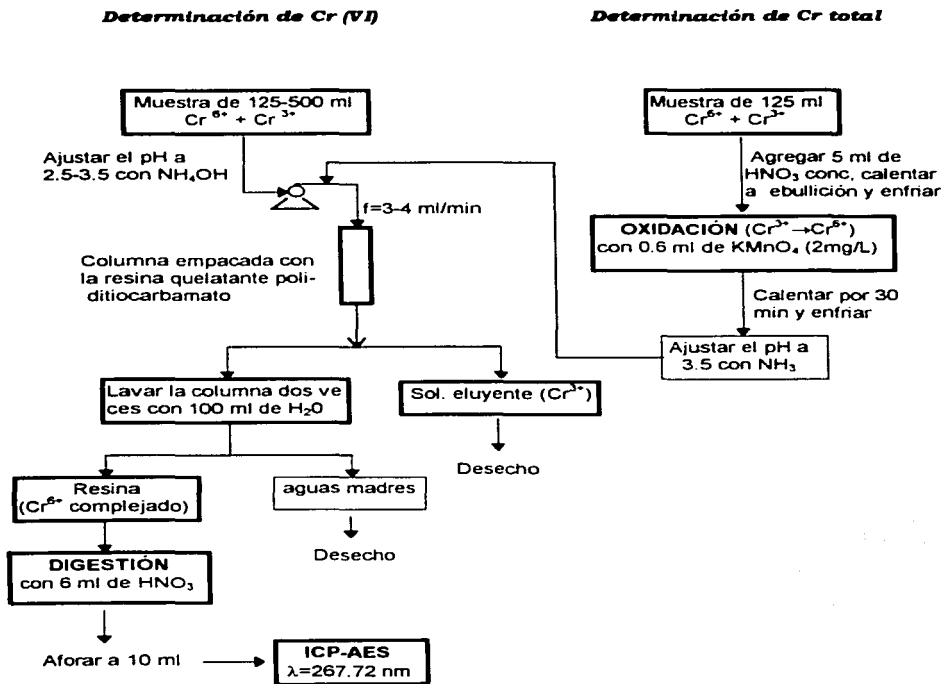 Determinación de Cr (VI)
Determinación de Cr total
Muestra de 125-500 ml
Cr ⁶⁺ + Cr ³⁺
Ajustar el pH a
2.5-3.5 con NH₄OH
f=3-4 ml/min
Columna empacada con
la resina quelatante poli-
ditiocarbamato
Lavar la columna dos ve
ces con 100 ml de H₂0
Sol. eluyente (Cr³⁺)
Desecho
Resina
(Cr⁶⁺ complejado)
aguas madres
Desecho
DIGESTIÓN
con 6 ml de HNO₃
Aforar a 10 ml
ICP-AES
λ=267.72 nm
Muestra de 125 ml
Cr⁶⁺ + Cr³⁺
Agregar 5 ml de
HNO₃ conc, calentar
a ebullición y enfriar
OXIDACIÓN (Cr³⁺→Cr⁶⁺)
con 0.6 ml de KMnO₄ (2mg/L)
Calentar por 30
min y enfriar
Ajustar el pH a
3.5 con NH₃